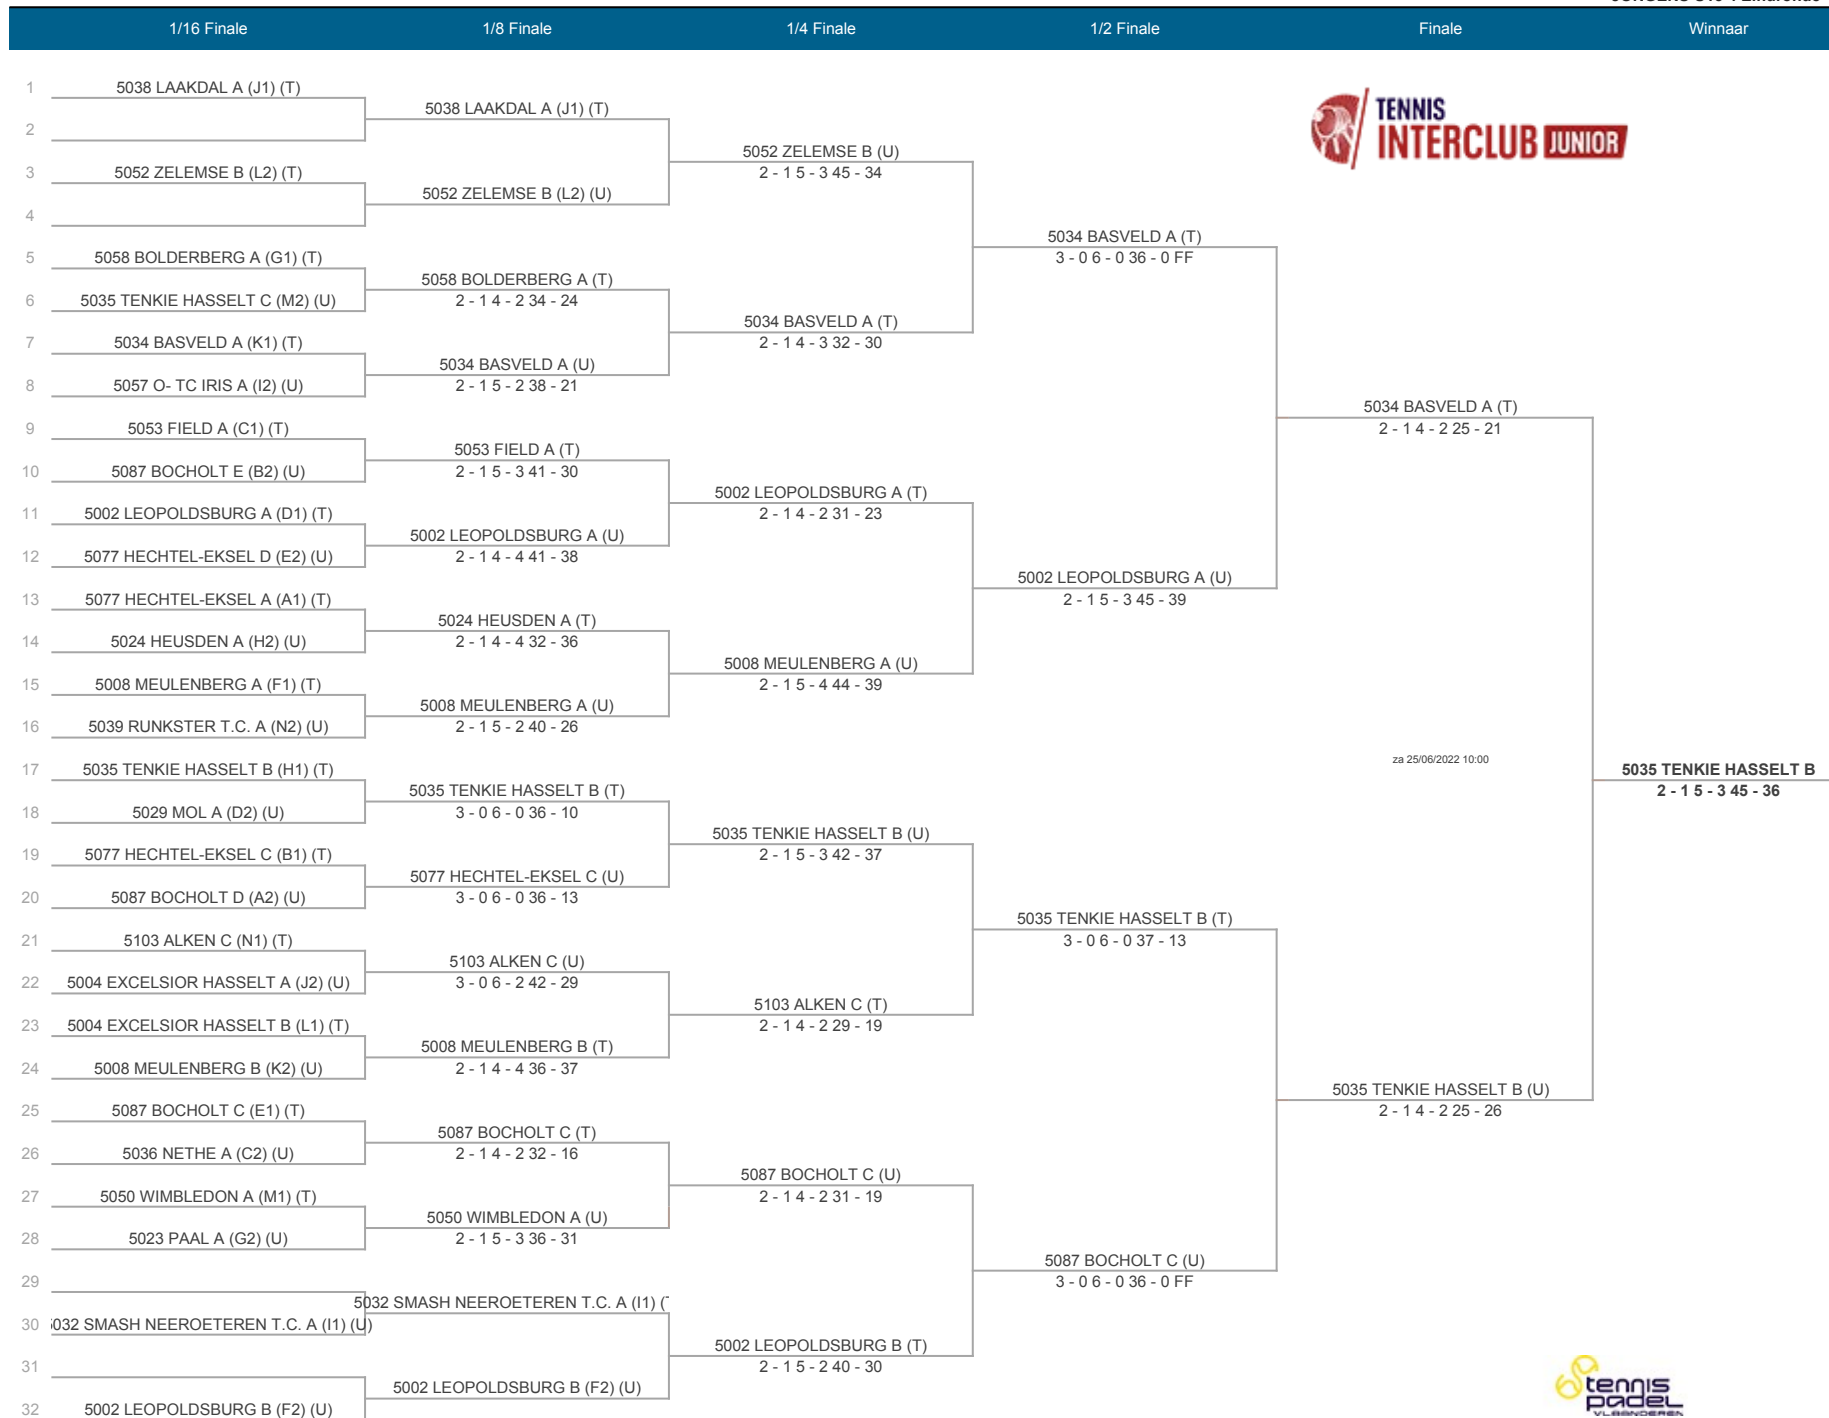 1/16 Finale 1/8 Finale 1/4 Finale 1/2 Finale Finale Winnaar
TENNIS
INTERCLUB JUNIOR
1 5038 LAAKDAL A (J1) (T)
2
3 5052 ZELEMSE B (L2) (T)
4
5 5058 BOLDERBERG A (G1) (T)
6 5035 TENKIE HASSELT C (M2) (U)
7 5034 BASVELD A (K1) (T)
8 5057 O- TC IRIS A (I2) (U)
9 5053 FIELD A (C1) (T)
10 5087 BOCHOLT E (B2) (U)
11 5002 LEOPOLDSBURG A (D1) (T)
12 5077 HECHTEL-EKSEL D (E2) (U)
13 5077 HECHTEL-EKSEL A (A1) (T)
14 5024 HEUSDEN A (H2) (U)
15 5008 MEULENBERG A (F1) (T)
16 5039 RUNKSTER T.C. A (N2) (U)
17 5035 TENKIE HASSELT B (H1) (T)
18 5029 MOL A (D2) (U)
19 5077 HECHTEL-EKSEL C (B1) (T)
20 5087 BOCHOLT D (A2) (U)
21 5103 ALKEN C (N1) (T)
22 5004 EXCELSIOR HASSELT A (J2) (U)
23 5004 EXCELSIOR HASSELT B (L1) (T)
24 5008 MEULENBERG B (K2) (U)
25 5087 BOCHOLT C (E1) (T)
26 5036 NETHE A (C2) (U)
27 5050 WIMBLEDON A (M1) (T)
28 5023 PAAL A (G2) (U)
29
30 5032 SMASH NEEROETEREN T.C. A (I1) (U)
31
32 5002 LEOPOLDSBURG B (F2) (U)
5038 LAAKDAL A (J1) (T)
5052 ZELEMSE B (L2) (U)
5058 BOLDERBERG A (T)
2 - 1 4 - 2 34 - 24
5034 BASVELD A (U)
2 - 1 5 - 2 38 - 21
5053 FIELD A (T)
2 - 1 5 - 3 41 - 30
5002 LEOPOLDSBURG A (U)
2 - 1 4 - 4 41 - 38
5024 HEUSDEN A (T)
2 - 1 4 - 4 32 - 36
5008 MEULENBERG A (U)
2 - 1 5 - 2 40 - 26
5035 TENKIE HASSELT B (T)
3 - 0 6 - 0 36 - 10
5077 HECHTEL-EKSEL C (U)
3 - 0 6 - 0 36 - 13
5103 ALKEN C (U)
3 - 0 6 - 2 42 - 29
5008 MEULENBERG B (T)
2 - 1 4 - 4 36 - 37
5087 BOCHOLT C (T)
2 - 1 4 - 2 32 - 16
5050 WIMBLEDON A (U)
2 - 1 5 - 3 36 - 31
5032 SMASH NEEROETEREN T.C. A (I1) (T
5002 LEOPOLDSBURG B (F2) (U)
5052 ZELEMSE B (U)
2 - 1 5 - 3 45 - 34
5034 BASVELD A (T)
2 - 1 4 - 3 32 - 30
5002 LEOPOLDSBURG A (T)
2 - 1 4 - 2 31 - 23
5008 MEULENBERG A (U)
2 - 1 5 - 4 44 - 39
5035 TENKIE HASSELT B (U)
2 - 1 5 - 3 42 - 37
5103 ALKEN C (T)
2 - 1 4 - 2 29 - 19
5087 BOCHOLT C (U)
2 - 1 4 - 2 31 - 19
5002 LEOPOLDSBURG B (T)
2 - 1 5 - 2 40 - 30
5034 BASVELD A (T)
3 - 0 6 - 0 36 - 0 FF
5002 LEOPOLDSBURG A (U)
2 - 1 5 - 3 45 - 39
5035 TENKIE HASSELT B (T)
3 - 0 6 - 0 37 - 13
5087 BOCHOLT C (U)
3 - 0 6 - 0 36 - 0 FF
5034 BASVELD A (T)
2 - 1 4 - 2 25 - 21
za 25/06/2022 10:00
5035 TENKIE HASSELT B (U)
2 - 1 4 - 2 25 - 26
5035 TENKIE HASSELT B
2 - 1 5 - 3 45 - 36
tennis
padel
VLAANDEREN